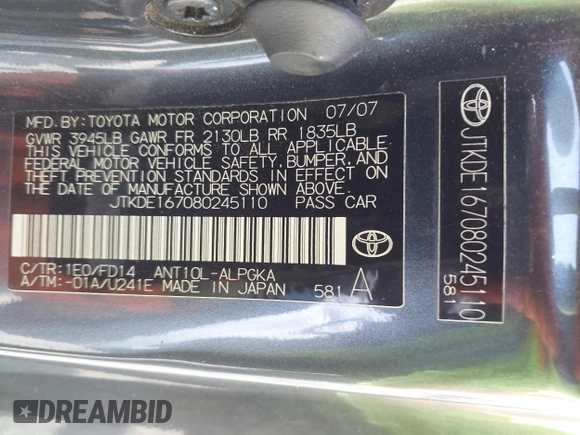 MFD.BY:TOYOTA MOTOR CORPORATION 07/07
GVWR 3945LB GAWR FR 2130LB RR 1835LB
THIS VEHICLE CONFORMS TO ALL APPLICABLE
FEDERAL MOTOR VEHICLE SAFETY, BUMPER, AND
THEFT PREVENTION STANDARDS IN EFFECT ON
THE DATE OF MANUFACTURE SHOWN ABOVE.
JTKDE167080245110 PASS CAR
TOYOTA
C/TR:1E0/FD14 ANT10L-ALPGKA
A/TM:-01A/U241E MADE IN JAPAN 581 A
JTKDE167080245110
581
DREAMBID